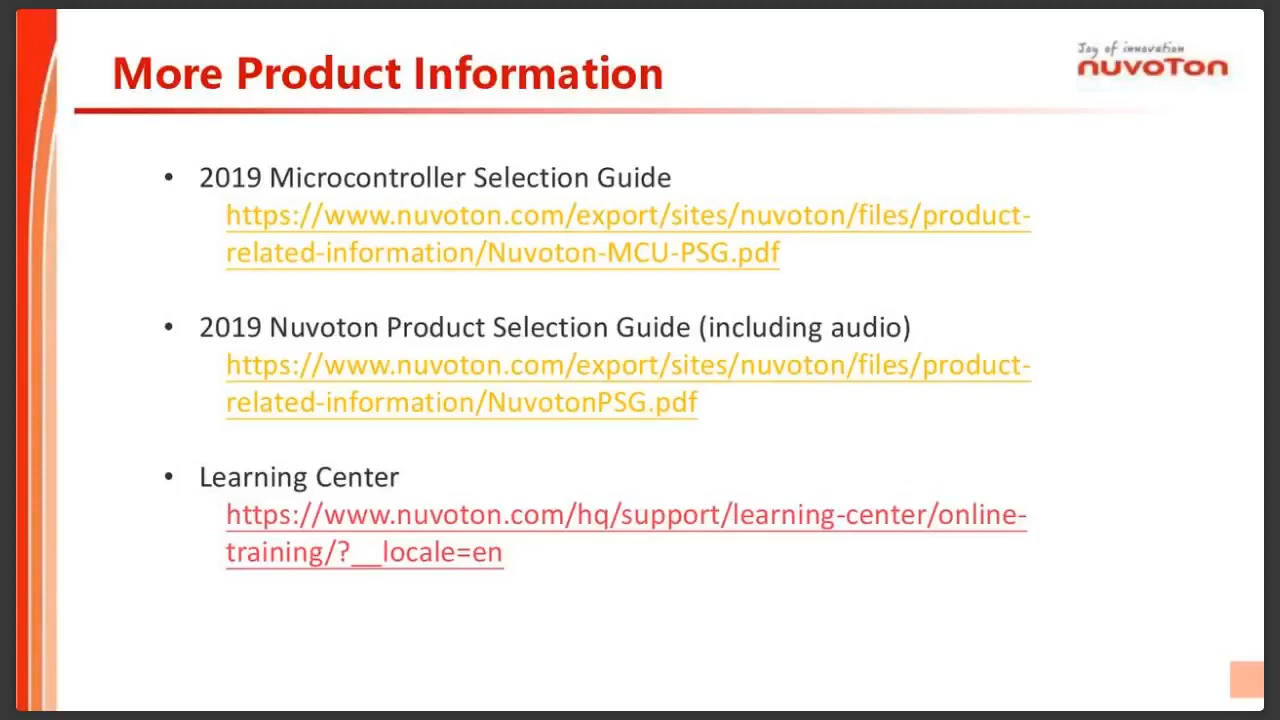 More Product Information
Joy of innovation
nuvoTon
• 2019 Microcontroller Selection Guide
https://www.nuvoton.com/export/sites/nuvoton/files/product-
related-information/Nuvoton-MCU-PSG.pdf
• 2019 Nuvoton Product Selection Guide (including audio)
https://www.nuvoton.com/export/sites/nuvoton/files/product-
related-information/NuvotonPSG.pdf
• Learning Center
https://www.nuvoton.com/hq/support/learning-center/online-
training/?__locale=en